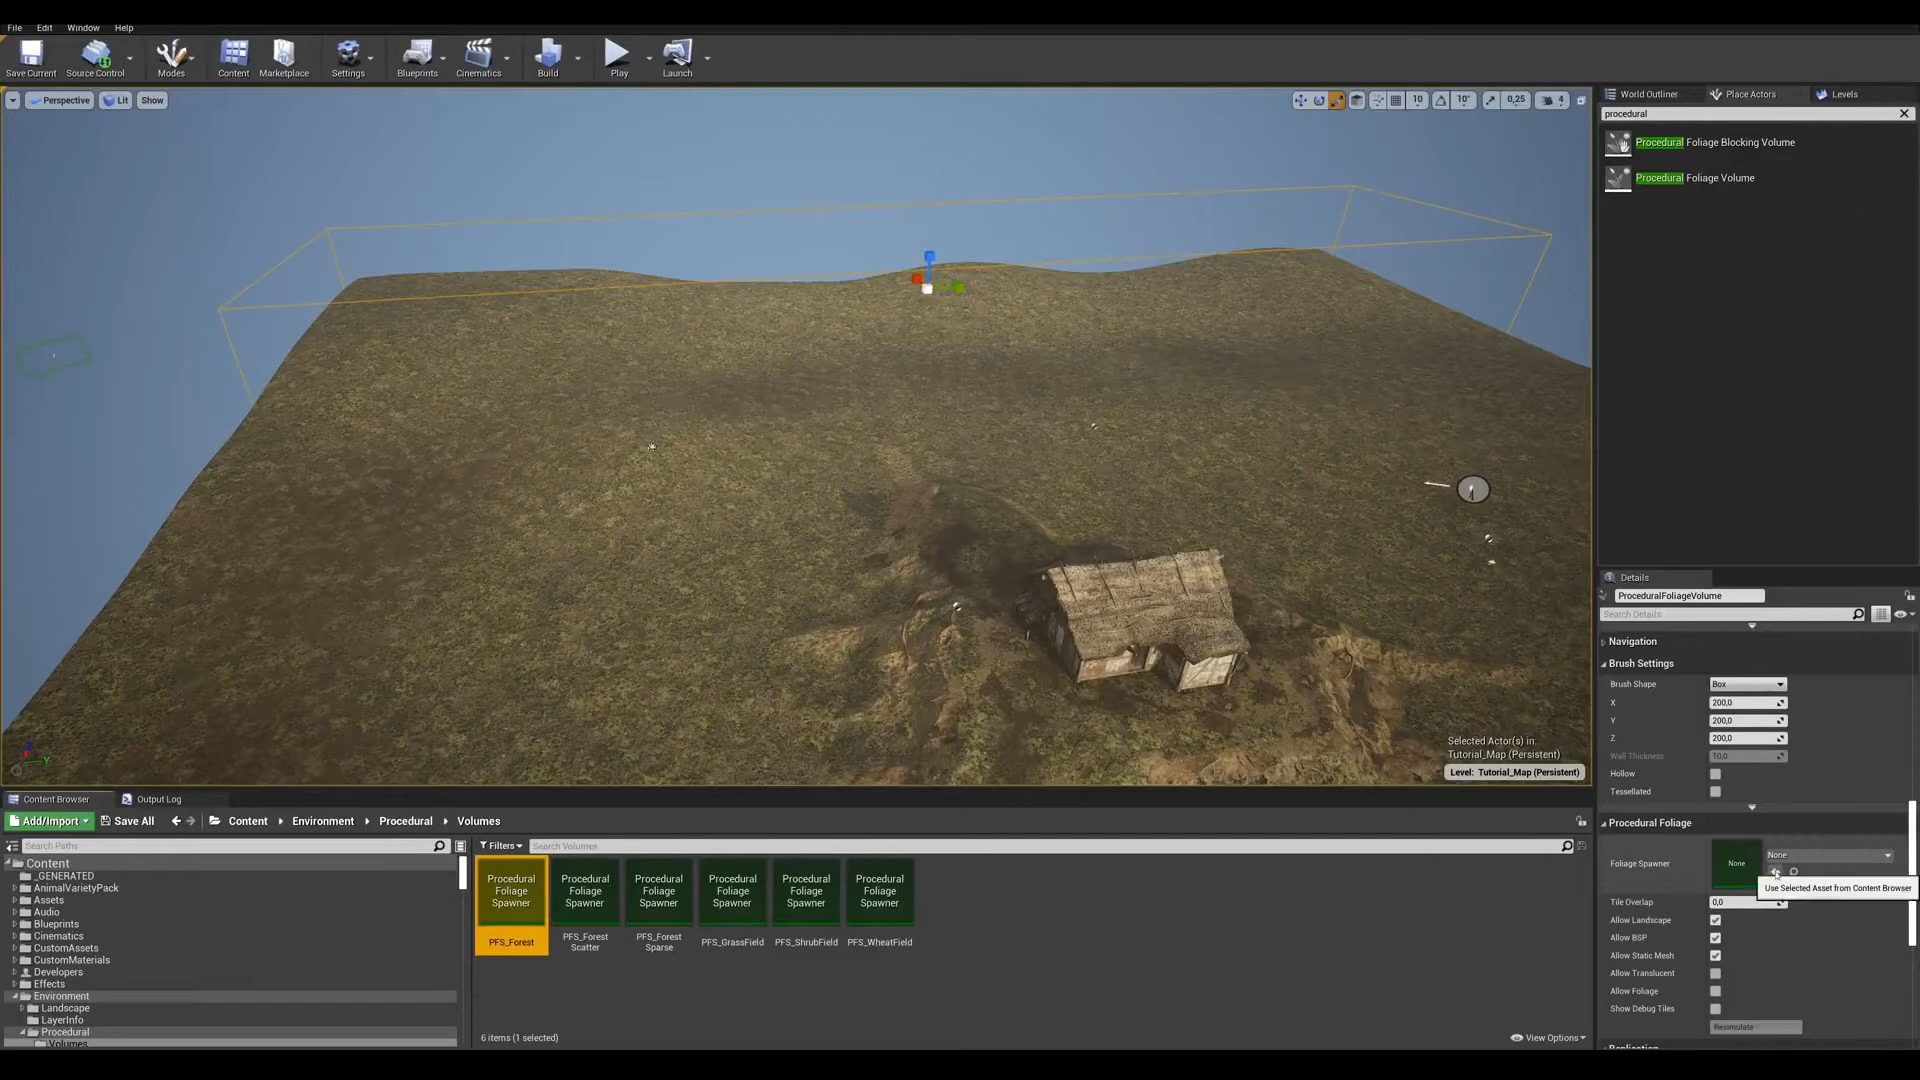 File Edit Window Help
Save Current Source Control Modes Content Marketplace Settings Blueprints Cinematics Build Play Launch
Perspective Lit Show 10 10° 0,25 4
World Outliner Place Actors Levels
procedural
Procedural Foliage Blocking Volume
Procedural Foliage Volume
Selected Actor(s) in:
Tutorial_Map (Persistent)
Level: Tutorial_Map (Persistent)
Details
ProceduralFoliageVolume
Search Details
Navigation
Brush Settings
Brush Shape Box
X 200,0
Y 200,0
Z 200,0
Wall Thickness 10,0
Hollow
Tessellated
Procedural Foliage
Foliage Spawner None None
Use Selected Asset from Content Browser
Tile Overlap 0,0
Allow Landscape
Allow BSP
Allow Static Mesh
Allow Translucent
Allow Foliage
Show Debug Tiles
Resimulate
Replication
Content Browser Output Log
Add/Import Save All Content Environment Procedural Volumes
Search Paths
Content
_GENERATED
AnimalVarietyPack
Assets
Audio
Blueprints
Cinematics
CustomAssets
CustomMaterials
Developers
Effects
Environment
Landscape
LayerInfo
Procedural
Volumes
Filters Search Volumes
Procedural Foliage Spawner
PFS_Forest
Procedural Foliage Spawner
PFS_Forest Scatter
Procedural Foliage Spawner
PFS_Forest Sparse
Procedural Foliage Spawner
PFS_GrassField
Procedural Foliage Spawner
PFS_ShrubField
Procedural Foliage Spawner
PFS_WheatField
6 items (1 selected) View Options
Z
Y